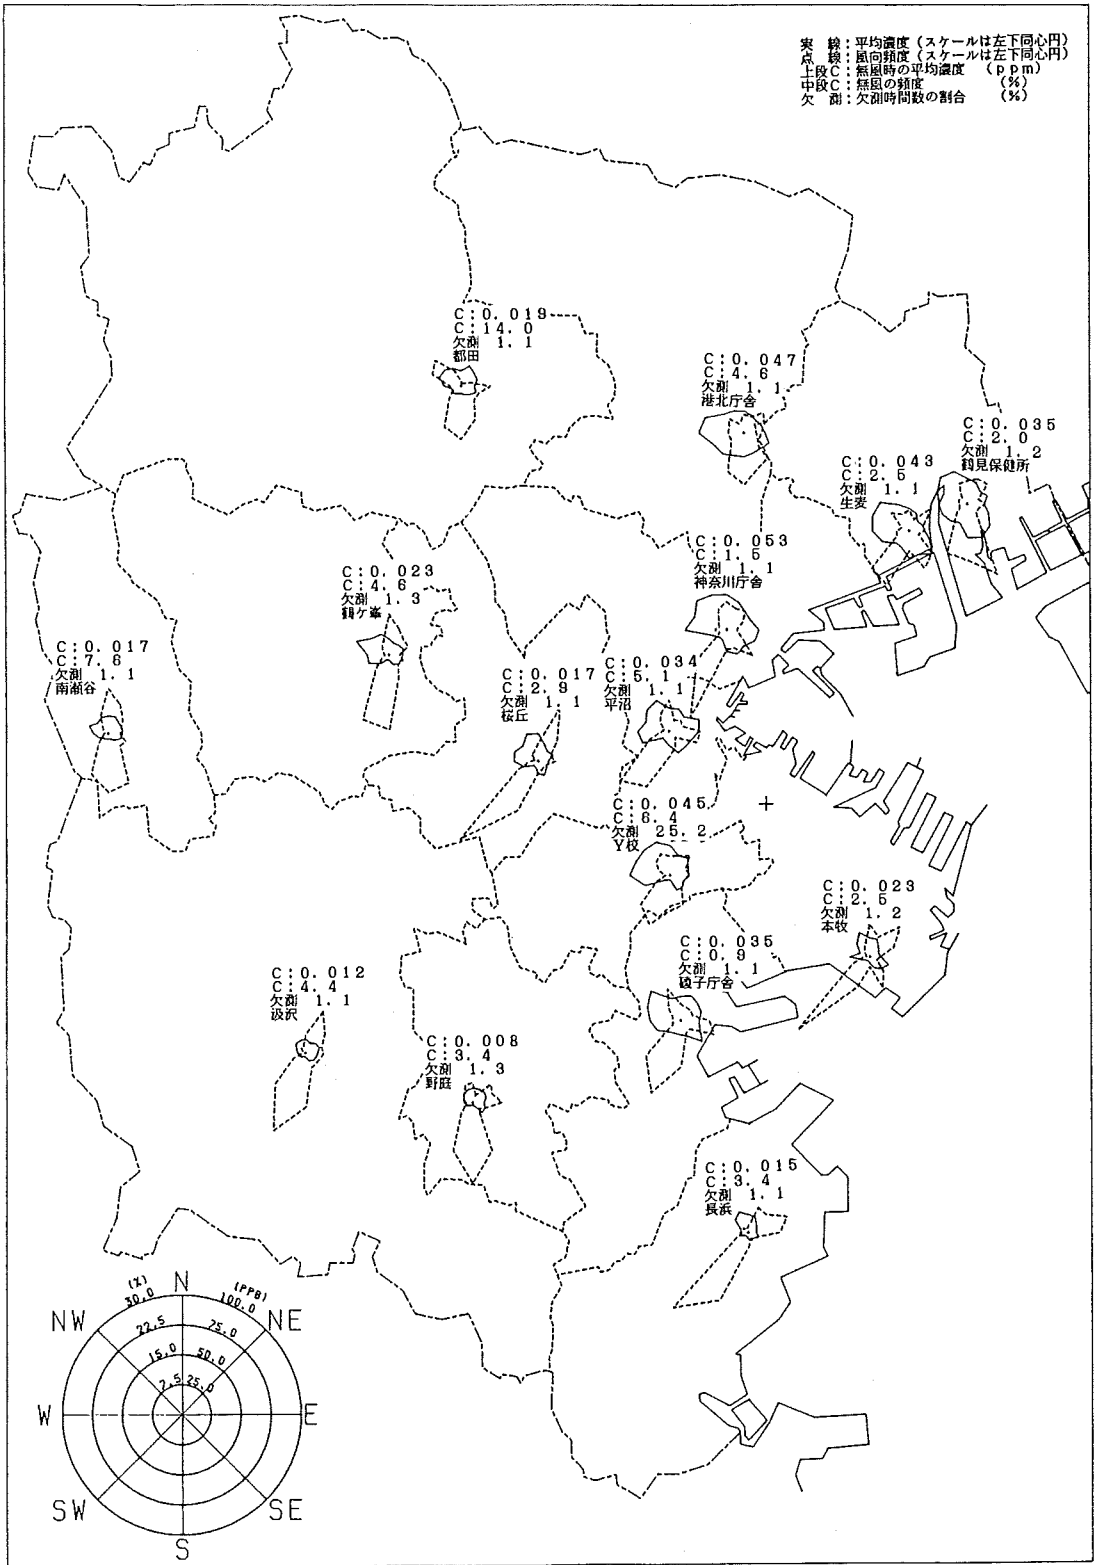 実　線：平均濃度（スケールは左下同心円）
点　線：風向頻度（スケールは左下同心円）
上段C：無風時の平均濃度　（ppm）
中段C：無風の頻度　（%）
欠　測：欠測時間数の割合　（%）
C：0．019
C：14．0
欠測　1．1
都田
C：0．047
C：4．6
欠測　1．1
港北庁舎
C：0．035
C：2．0
欠測　1．2
鶴見保健所
C：0．043
C：2．5
欠測　1．1
生麦
C：0．053
C：1．5
欠測　1．1
神奈川庁舎
C：0．023
C：4．6
欠測　1．3
鶴ケ峯
C：0．017
C：7．6
欠測　1．1
南瀬谷
C：0．017
C：2．9
欠測　1．1
桜丘
C：0．034
C：5．1
欠測　1．1
平沼
C：0．045
C：6．4
欠測　25．2
Y校
C：0．023
C：2．5
欠測　1．2
本牧
C：0．035
C：0．9
欠測　1．1
磯子庁舎
C：0．012
C：4．4
欠測　1．1
汲沢
C：0．008
C：3．4
欠測　1．3
野庭
C：0．015
C：3．4
欠測　1．1
長浜
(%)　(PPB)
N
30.0　100.0
NW　NE
22.5　75.0
15.0　50.0
7.5　25.0
W　E
SW　SE
S